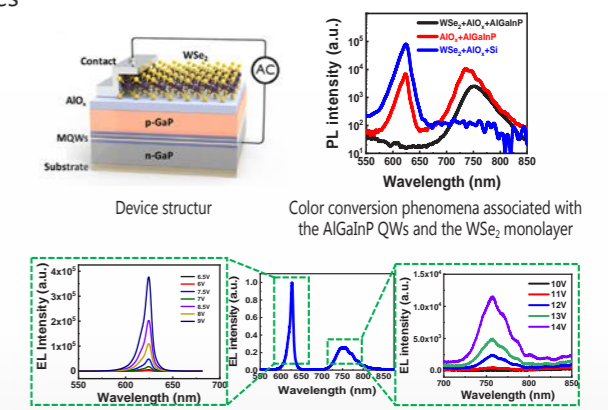 Contact
WSe₂
AC
AlOₓ
p-GaP
MQWs
n-GaP
Substrate
Device structur
PL intensity (a.u.)
10⁵
10⁴
10³
10²
10¹
WSe₂+AlOₓ+AlGaInP
AlOₓ+AlGaInP
WSe₂+AlOₓ+Si
550 600 650 700 750 800 850
Wavelength (nm)
Color conversion phenomena associated with
the AlGaInP QWs and the WSe₂ monolayer
EL Intensity (a.u.)
4x10⁵
3x10⁵
2x10⁵
1x10⁵
0
6.5V
6V
7.5V
7V
8.5V
8V
9V
550 600 650 700
Wavelength (nm)
EL intensity (a.u.)
1.0
0.8
0.6
0.4
0.2
0.0
550 600 650 700 750 800 850
Wavelength (nm)
EL intensity (a.u.)
1.5x10⁴
1.0x10⁴
5.0x10³
0.0
10V
11V
12V
13V
14V
700 750 800 850
Wavelength (nm)